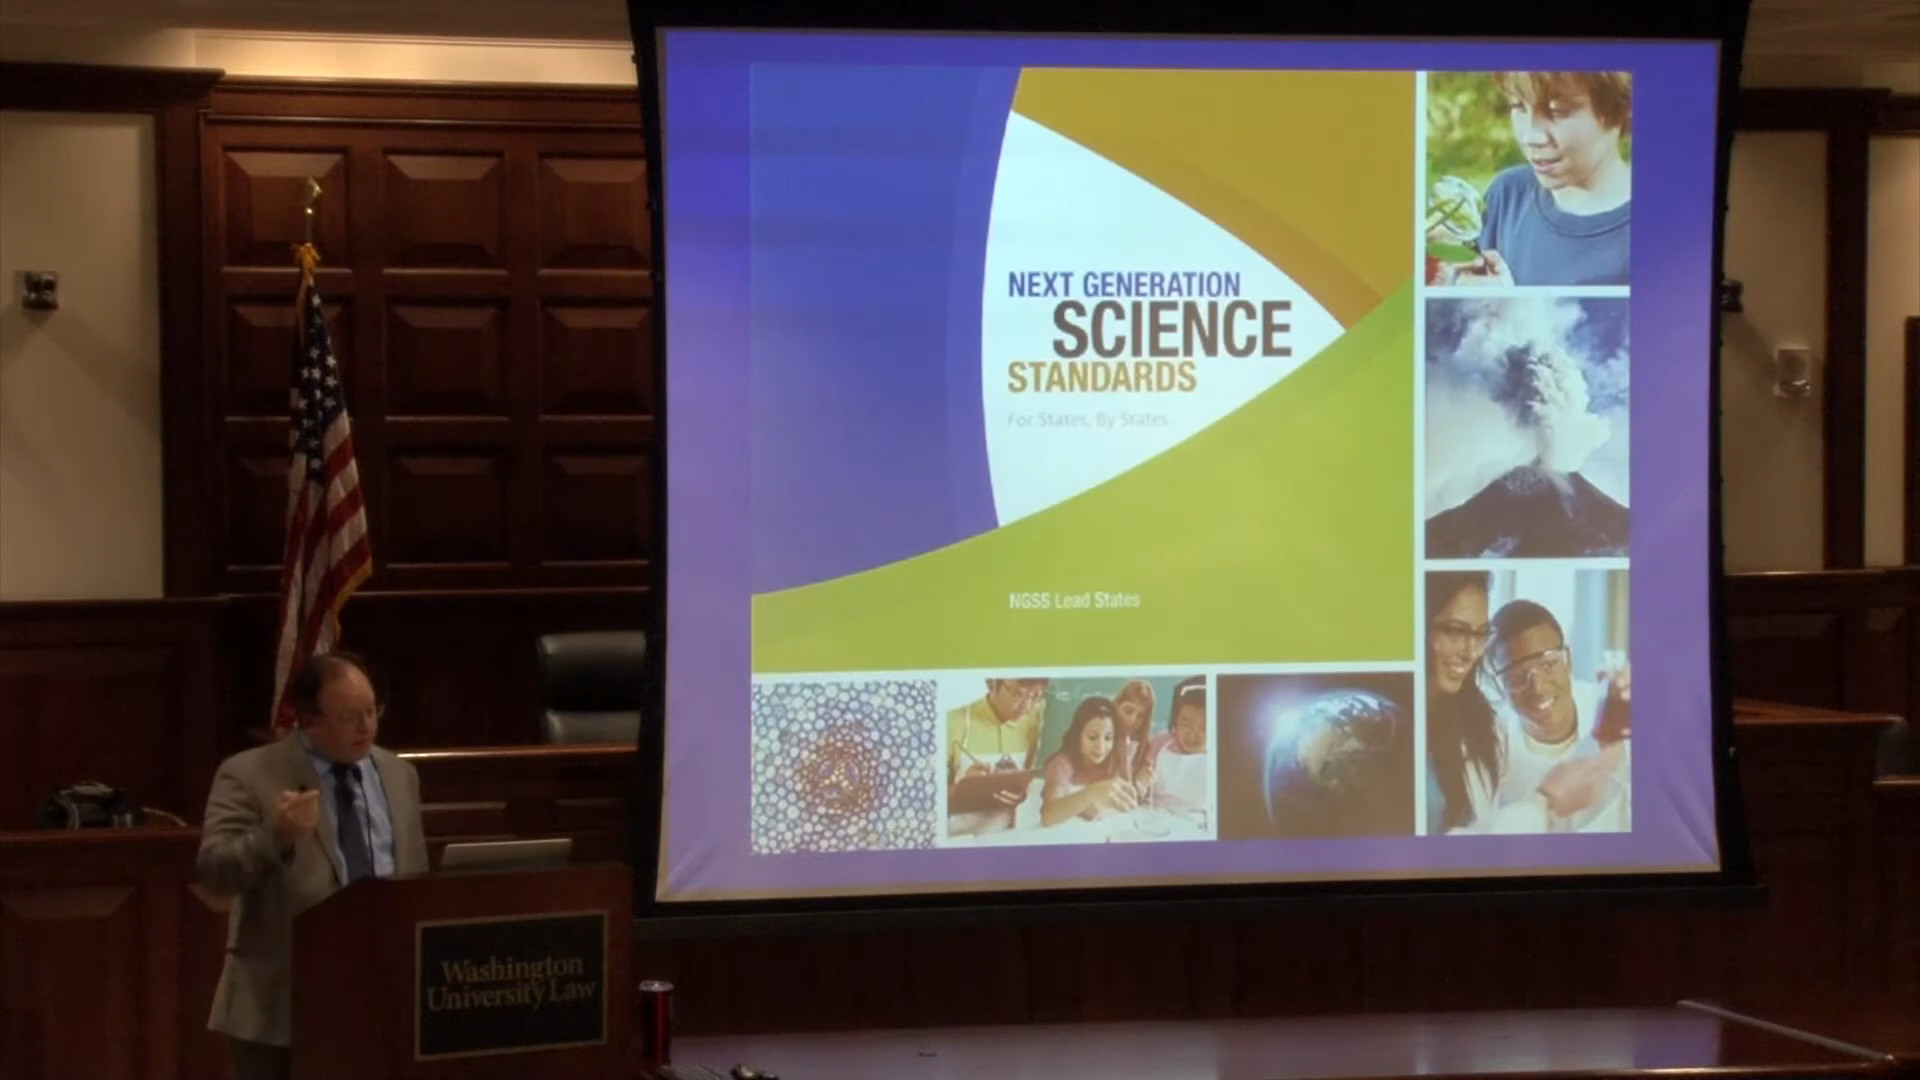 NEXT GENERATION
SCIENCE
STANDARDS
For States, By States
NGSS Lead States
Washington
University Law